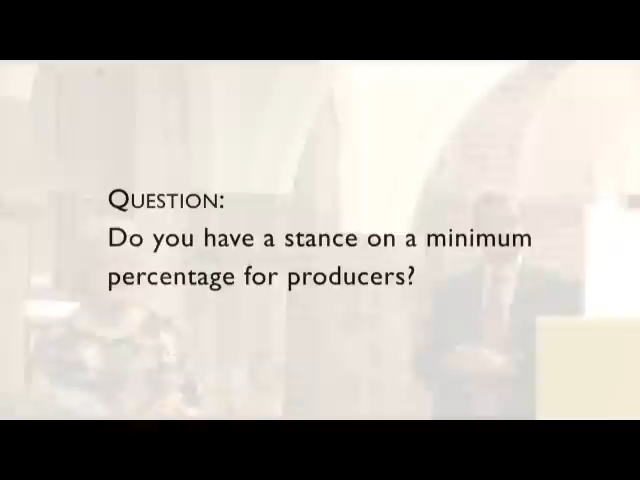 QUESTION:
Do you have a stance on a minimum
percentage for producers?